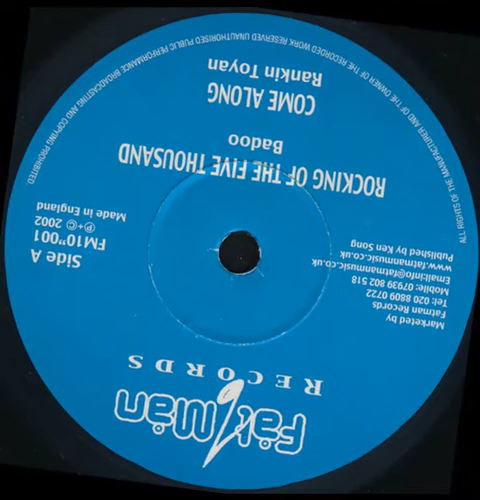 Fat Man
RECORDS
Marketed by
Fatman Records
Tel: 020 8809 0722
Mobile: 07939 802 518
Email:info@fatmanmusic.co.uk
www.fatmanmusic.co.uk
Published by Ken Song
Side A
FM10"001
℗+© 2002
Made in England
ROCKING OF THE FIVE THOUSAND
Badoo
COME ALONG
Rankin Toyan
ALL RIGHTS OF THE MANUFACTURER AND OF THE OWNER OF THE RECORDED WORK RESERVED UNAUTHORISED PUBLIC PERFORMANCE BROADCASTING AND COPYING PROHIBITED